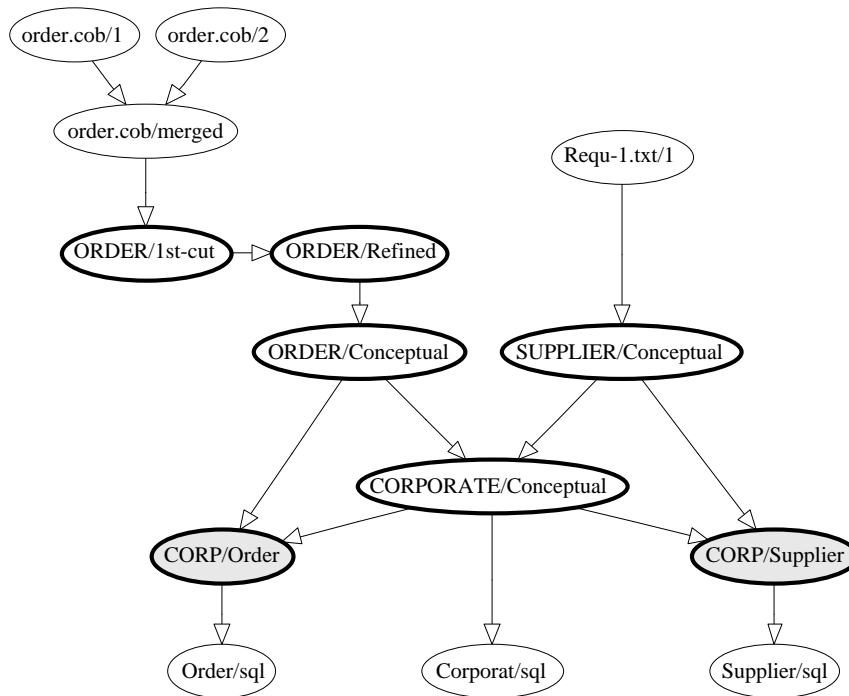 order.cob/1
order.cob/2
order.cob/merged
Requ-1.txt/1
ORDER/1st-cut
ORDER/Refined
ORDER/Conceptual
SUPPLIER/Conceptual
CORPORATE/Conceptual
CORP/Order
CORP/Supplier
Order/sql
Corporat/sql
Supplier/sql